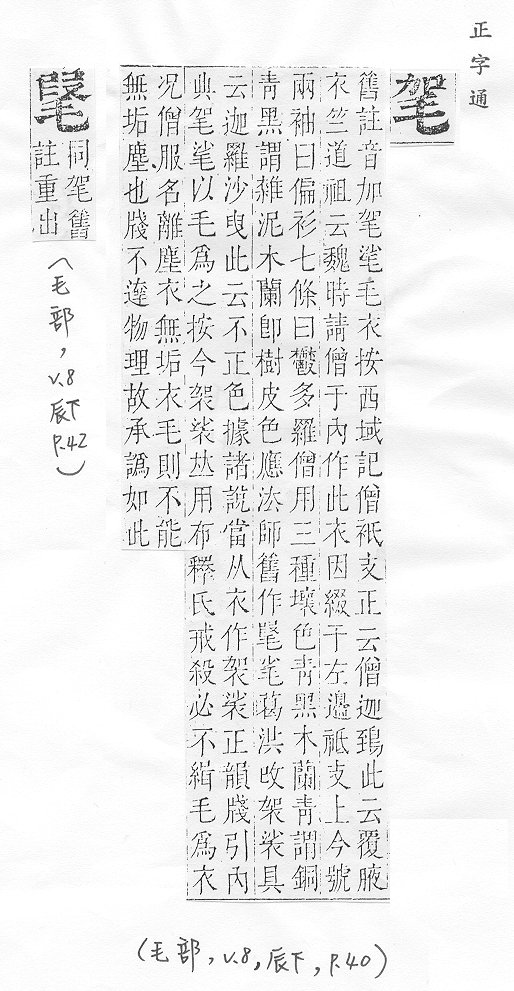 正字通
毠
舊註音加毠毟毛衣按西域記僧祇支正云僧迦鵄此云覆腋
衣竺道祖云魏時請僧于內作此衣因綴于左邊祇支上今號
兩袖曰偏衫七條曰鬱多羅僧用三種壞色青黑木蘭青謂銅
青黑謂雜泥木蘭卽樹皮色應法師舊作毠毟葛洪改袈裟具
云迦羅沙曳此云不正色據諸說當从衣作袈裟正韻牋引內
典毠毟以毛爲之按今袈裟𠀤用布釋氏戒殺必不緝毛爲衣
况僧服名離塵衣無垢衣毛則不能
無垢塵也牋不達物理故承譌如此
同毠舊
註重出
(毛部,v.8辰下P.42)
(毛部,v.8,辰下,P.40)